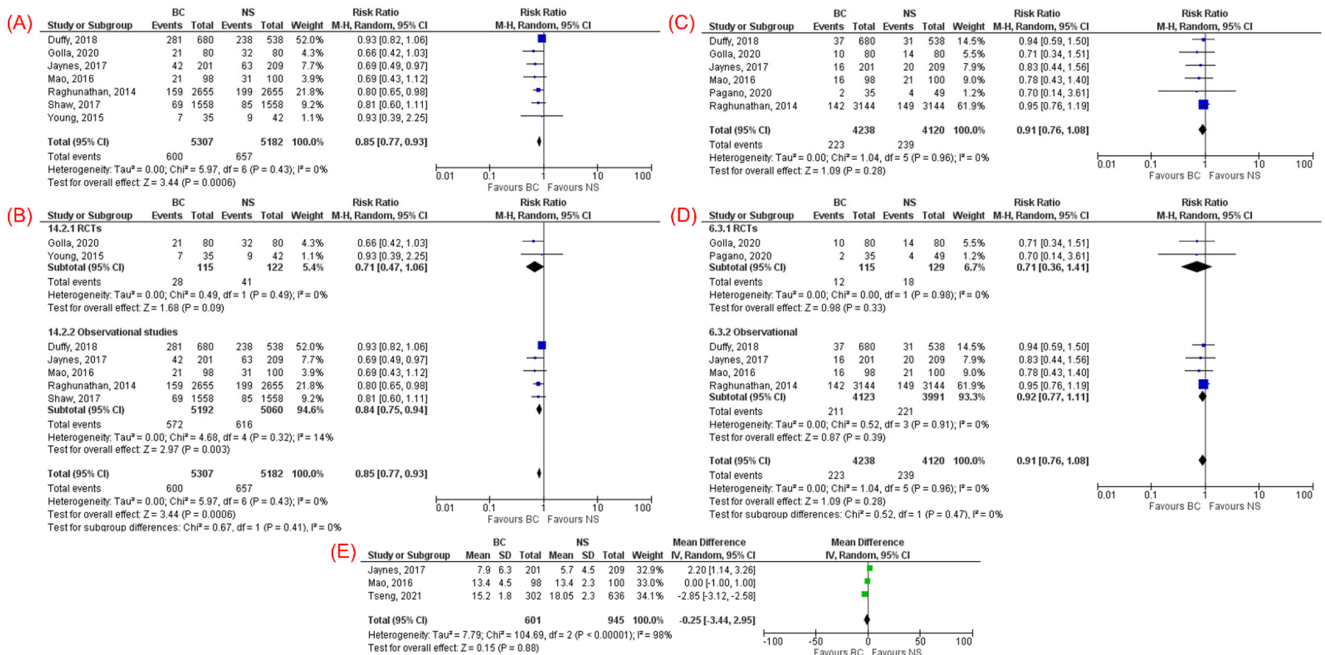 (A)
BC NS Risk Ratio Risk Ratio
Study or Subgroup Events Total Events Total Weight M-H, Random, 95% CI M-H, Random, 95% CI
Duffy, 2018 281 680 238 538 52.0% 0.93 [0.82, 1.06]
Golla, 2020 21 80 32 80 4.3% 0.66 [0.42, 1.03]
Jaynes, 2017 42 201 63 209 7.7% 0.69 [0.49, 0.97]
Mao, 2016 21 98 31 100 3.9% 0.69 [0.43, 1.12]
Raghunathan, 2014 159 2655 199 2655 21.8% 0.80 [0.65, 0.98]
Shaw, 2017 69 1558 85 1558 9.2% 0.81 [0.60, 1.11]
Young, 2015 7 35 9 42 1.1% 0.93 [0.39, 2.25]
Total (95% CI) 5307 5182 100.0% 0.85 [0.77, 0.93]
Total events 600 657
Heterogeneity: Tau² = 0.00; Chi² = 5.97, df = 6 (P = 0.43); I² = 0%
Test for overall effect: Z = 3.44 (P = 0.0006)
0.01 0.1 1 10 100
Favours BC Favours NS
(B)
BC NS Risk Ratio Risk Ratio
Study or Subgroup Events Total Events Total Weight M-H, Random, 95% CI M-H, Random, 95% CI
14.2.1 RCTs
Golla, 2020 21 80 32 80 4.3% 0.66 [0.42, 1.03]
Young, 2015 7 35 9 42 1.1% 0.93 [0.39, 2.25]
Subtotal (95% CI) 115 122 5.4% 0.71 [0.47, 1.06]
Total events 28 41
Heterogeneity: Tau² = 0.00; Chi² = 0.49, df = 1 (P = 0.49); I² = 0%
Test for overall effect: Z = 1.68 (P = 0.09)
14.2.2 Observational studies
Duffy, 2018 281 680 238 538 52.0% 0.93 [0.82, 1.06]
Jaynes, 2017 42 201 63 209 7.7% 0.69 [0.49, 0.97]
Mao, 2016 21 98 31 100 3.9% 0.69 [0.43, 1.12]
Raghunathan, 2014 159 2655 199 2655 21.8% 0.80 [0.65, 0.98]
Shaw, 2017 69 1558 85 1558 9.2% 0.81 [0.60, 1.11]
Subtotal (95% CI) 5192 5060 94.6% 0.84 [0.75, 0.94]
Total events 572 616
Heterogeneity: Tau² = 0.00; Chi² = 4.68, df = 4 (P = 0.32); I² = 14%
Test for overall effect: Z = 2.97 (P = 0.003)
Total (95% CI) 5307 5182 100.0% 0.85 [0.77, 0.93]
Total events 600 657
Heterogeneity: Tau² = 0.00; Chi² = 5.97, df = 6 (P = 0.43); I² = 0%
Test for overall effect: Z = 3.44 (P = 0.0006)
Test for subgroup differences: Chi² = 0.67, df = 1 (P = 0.41), I² = 0%
0.01 0.1 1 10 100
Favours BC Favours NS
(C)
BC NS Risk Ratio Risk Ratio
Study or Subgroup Events Total Events Total Weight M-H, Random, 95% CI M-H, Random, 95% CI
Duffy, 2018 37 680 31 538 14.5% 0.94 [0.59, 1.50]
Golla, 2020 10 80 14 80 5.5% 0.71 [0.34, 1.51]
Jaynes, 2017 16 201 20 209 7.9% 0.83 [0.44, 1.56]
Mao, 2016 16 98 21 100 9.0% 0.78 [0.43, 1.40]
Pagano, 2020 2 35 4 49 1.2% 0.70 [0.14, 3.61]
Raghunathan, 2014 142 3144 149 3144 61.9% 0.95 [0.76, 1.19]
Total (95% CI) 4238 4120 100.0% 0.91 [0.76, 1.08]
Total events 223 239
Heterogeneity: Tau² = 0.00; Chi² = 1.04, df = 5 (P = 0.96); I² = 0%
Test for overall effect: Z = 1.09 (P = 0.28)
0.01 0.1 1 10 100
Favours BC Favours NS
(D)
BC NS Risk Ratio Risk Ratio
Study or Subgroup Events Total Events Total Weight M-H, Random, 95% CI M-H, Random, 95% CI
6.3.1 RCTs
Golla, 2020 10 80 14 80 5.5% 0.71 [0.34, 1.51]
Pagano, 2020 2 35 4 49 1.2% 0.70 [0.14, 3.61]
Subtotal (95% CI) 115 129 6.7% 0.71 [0.36, 1.41]
Total events 12 18
Heterogeneity: Tau² = 0.00; Chi² = 0.00, df = 1 (P = 0.98); I² = 0%
Test for overall effect: Z = 0.98 (P = 0.33)
6.3.2 Observational
Duffy, 2018 37 680 31 538 14.5% 0.94 [0.59, 1.50]
Jaynes, 2017 16 201 20 209 7.9% 0.83 [0.44, 1.56]
Mao, 2016 16 98 21 100 9.0% 0.78 [0.43, 1.40]
Raghunathan, 2014 142 3144 149 3144 61.9% 0.95 [0.76, 1.19]
Subtotal (95% CI) 4123 3991 93.3% 0.92 [0.77, 1.11]
Total events 211 221
Heterogeneity: Tau² = 0.00; Chi² = 0.52, df = 3 (P = 0.91); I² = 0%
Test for overall effect: Z = 0.87 (P = 0.39)
Total (95% CI) 4238 4120 100.0% 0.91 [0.76, 1.08]
Total events 223 239
Heterogeneity: Tau² = 0.00; Chi² = 1.04, df = 5 (P = 0.96); I² = 0%
Test for overall effect: Z = 1.09 (P = 0.28)
Test for subgroup differences: Chi² = 0.52, df = 1 (P = 0.47), I² = 0%
0.01 0.1 1 10 100
Favours BC Favours NS
(E)
BC NS Mean Difference Mean Difference
Study or Subgroup Mean SD Total Mean SD Total Weight IV, Random, 95% CI IV, Random, 95% CI
Jaynes, 2017 7.9 6.3 201 5.7 4.5 209 32.9% 2.20 [1.14, 3.26]
Mao, 2016 13.4 4.5 98 13.4 2.3 100 33.0% 0.00 [-1.00, 1.00]
Tseng, 2021 15.2 1.8 302 18.05 2.3 636 34.1% -2.85 [-3.12, -2.58]
Total (95% CI) 601 945 100.0% -0.25 [-3.44, 2.95]
Heterogeneity: Tau² = 7.79; Chi² = 104.69, df = 2 (P < 0.00001); I² = 98%
Test for overall effect: Z = 0.15 (P = 0.88)
-100 -50 0 50 100
Favours BC Favours NS